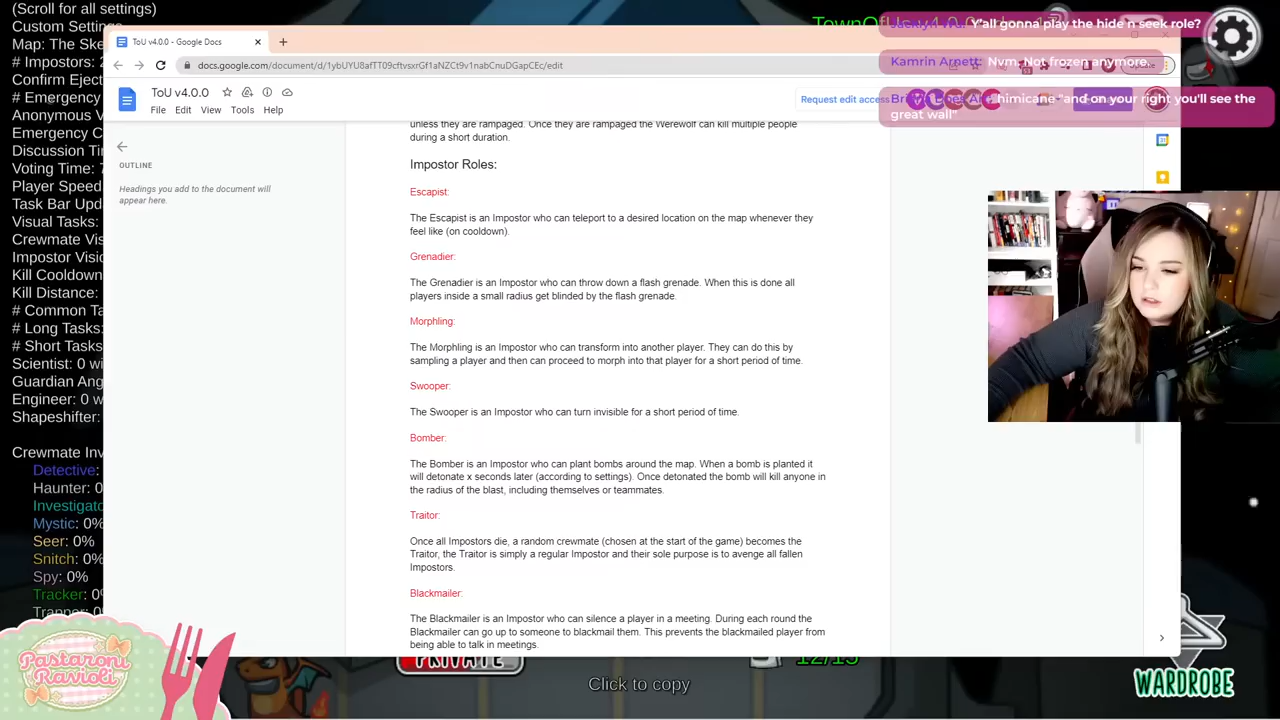 (Scroll for all settings)
Custom Settin
Map: The Ske
# Impostors: 2
Confirm Eject
# Emergency
Anonymous V
Emergency C
Discussion Tim
Voting Time: 7
Player Speed
Task Bar Upd
Visual Tasks:
Crewmate Vis
Impostor Visio
Kill Cooldown
Kill Distance:
# Common Ta
# Long Tasks
# Short Tasks
Scientist: 0 wi
Guardian Ang
Engineer: 0 w
Shapeshifter:
Crewmate Inv
Detective:
Haunter: 0
Investigato
Mystic: 0%
Seer: 0%
Snitch: 0%
Spy: 0%
Tracker: 0%
Trapper:
ToU v4.0.0 - Google Docs
docs.google.com/document/d/1ybUYU8afTT09cftvsxrGf1aNZCt9v1nabCnuDGapCEc/edit
ToU v4.0.0
File Edit View Tools Help
Request edit access
OUTLINE
Headings you add to the document will
appear here.
unless they are rampaged. Once they are rampaged the Werewolf can kill multiple people
during a short duration.
Impostor Roles:
Escapist:
The Escapist is an Impostor who can teleport to a desired location on the map whenever they
feel like (on cooldown).
Grenadier:
The Grenadier is an Impostor who can throw down a flash grenade. When this is done all
players inside a small radius get blinded by the flash grenade.
Morphling:
The Morphling is an Impostor who can transform into another player. They can do this by
sampling a player and then can proceed to morph into that player for a short period of time.
Swooper:
The Swooper is an Impostor who can turn invisible for a short period of time.
Bomber:
The Bomber is an Impostor who can plant bombs around the map. When a bomb is planted it
will detonate x seconds later (according to settings). Once detonated the bomb will kill anyone in
the radius of the blast, including themselves or teammates.
Traitor:
Once all Impostors die, a random crewmate (chosen at the start of the game) becomes the
Traitor, the Traitor is simply a regular Impostor and their sole purpose is to avenge all fallen
Impostors.
Blackmailer:
The Blackmailer is an Impostor who can silence a player in a meeting. During each round the
Blackmailer can go up to someone to blackmail them. This prevents the blackmailed player from
being able to talk in meetings.
Y'all gonna play the hide n seek role?
Kamrin Arnett: Nvm. Not frozen anymore.
"and on your right you'll see the
great wall"
Pastaroni
Ravioli
PRIVATE
12/15
Click to copy
WARDROBE